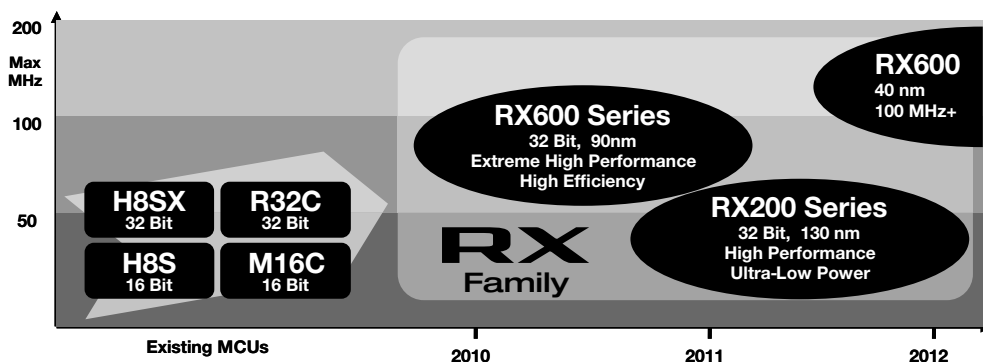 200
Max
MHz
100
50
H8SX
32 Bit
R32C
32 Bit
H8S
16 Bit
M16C
16 Bit
Existing MCUs
RX600 Series
32 Bit, 90nm
Extreme High Performance
High Efficiency
RX600
40 nm
100 MHz+
RX200 Series
32 Bit, 130 nm
High Performance
Ultra-Low Power
RX
Family
2010
2011
2012